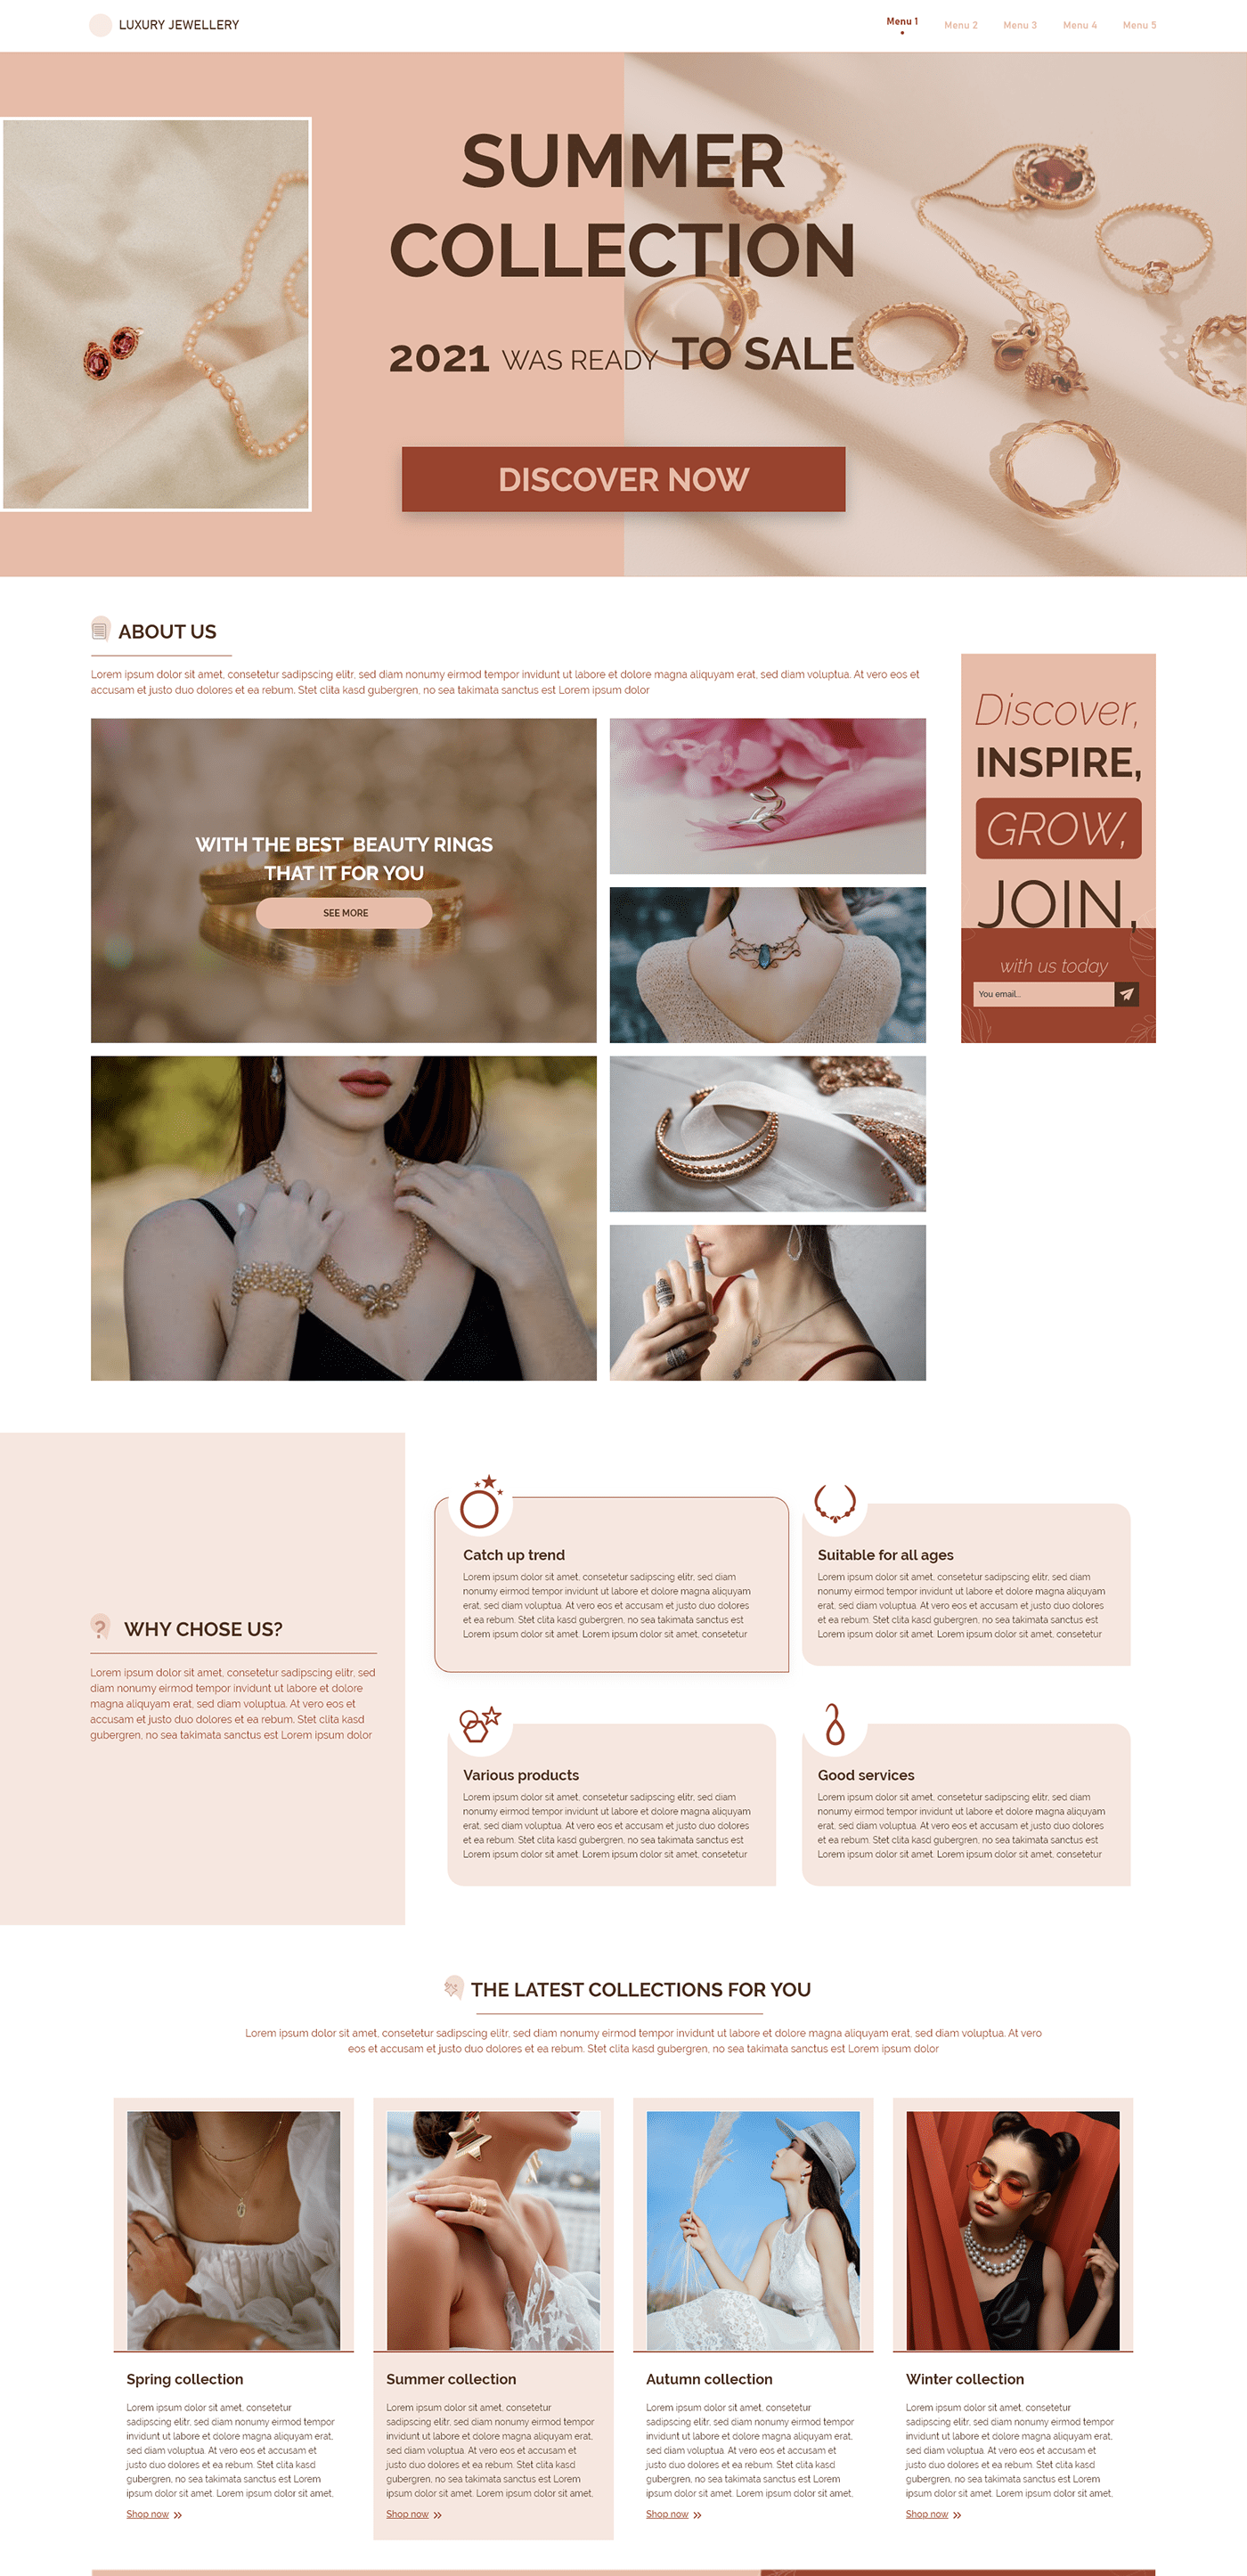 LUXURY JEWELLERY
Menu 1
Menu 2
Menu 3
Menu 4
Menu 5
SUMMER
COLLECTION
2021 WAS READY TO SALE
DISCOVER NOW
ABOUT US
Lorem ipsum dolor sit amet, consetetur sadipscing elitr, sed diam nonumy eirmod tempor invidunt ut labore et dolore magna aliquyam erat, sed diam voluptua. At vero eos et
accusam et justo duo dolores et ea rebum. Stet clita kasd gubergren, no sea takimata sanctus est Lorem ipsum dolor
WITH THE BEST BEAUTY RINGS
THAT IT FOR YOU
SEE MORE
Discover,
INSPIRE,
GROW,
JOIN,
with us today
You email...
WHY CHOSE US?
Lorem ipsum dolor sit amet, consetetur sadipscing elitr, sed
diam nonumy eirmod tempor invidunt ut labore et dolore
magna aliquyam erat, sed diam voluptua. At vero eos et
accusam et justo duo dolores et ea rebum. Stet clita kasd
gubergren, no sea takimata sanctus est Lorem ipsum dolor
Catch up trend
Lorem ipsum dolor sit amet, consetetur sadipscing elitr, sed diam
nonumy eirmod tempor invidunt ut labore et dolore magna aliquyam
erat, sed diam voluptua. At vero eos et accusam et justo duo dolores
et ea rebum. Stet clita kasd gubergren, no sea takimata sanctus est
Lorem ipsum dolor sit amet. Lorem ipsum dolor sit amet, consetetur
Suitable for all ages
Lorem ipsum dolor sit amet, consetetur sadipscing elitr, sed diam
nonumy eirmod tempor invidunt ut labore et dolore magna aliquyam
erat, sed diam voluptua. At vero eos et accusam et justo duo dolores
et ea rebum. Stet clita kasd gubergren, no sea takimata sanctus est
Lorem ipsum dolor sit amet. Lorem ipsum dolor sit amet, consetetur
Various products
Lorem ipsum dolor sit amet, consetetur sadipscing elitr, sed diam
nonumy eirmod tempor invidunt ut labore et dolore magna aliquyam
erat, sed diam voluptua. At vero eos et accusam et justo duo dolores
et ea rebum. Stet clita kasd gubergren, no sea takimata sanctus est
Lorem ipsum dolor sit amet. Lorem ipsum dolor sit amet, consetetur
Good services
Lorem ipsum dolor sit amet, consetetur sadipscing elitr, sed diam
nonumy eirmod tempor invidunt ut labore et dolore magna aliquyam
erat, sed diam voluptua. At vero eos et accusam et justo duo dolores
et ea rebum. Stet clita kasd gubergren, no sea takimata sanctus est
Lorem ipsum dolor sit amet. Lorem ipsum dolor sit amet, consetetur
THE LATEST COLLECTIONS FOR YOU
Lorem ipsum dolor sit amet, consetetur sadipscing elitr, sed diam nonumy eirmod tempor invidunt ut labore et dolore magna aliquyam erat, sed diam voluptua. At vero
eos et accusam et justo duo dolores et ea rebum. Stet clita kasd gubergren, no sea takimata sanctus est Lorem ipsum dolor
Spring collection
Lorem ipsum dolor sit amet, consetetur
sadipscing elitr, sed diam nonumy eirmod tempor
invidunt ut labore et dolore magna aliquyam erat,
sed diam voluptua. At vero eos et accusam et
justo duo dolores et ea rebum. Stet clita kasd
gubergren, no sea takimata sanctus est Lorem
ipsum dolor sit amet. Lorem ipsum dolor sit amet,
Shop now
Summer collection
Lorem ipsum dolor sit amet, consetetur
sadipscing elitr, sed diam nonumy eirmod tempor
invidunt ut labore et dolore magna aliquyam erat,
sed diam voluptua. At vero eos et accusam et
justo duo dolores et ea rebum. Stet clita kasd
gubergren, no sea takimata sanctus est Lorem
ipsum dolor sit amet. Lorem ipsum dolor sit amet,
Shop now
Autumn collection
Lorem ipsum dolor sit amet, consetetur
sadipscing elitr, sed diam nonumy eirmod tempor
invidunt ut labore et dolore magna aliquyam erat,
sed diam voluptua. At vero eos et accusam et
justo duo dolores et ea rebum. Stet clita kasd
gubergren, no sea takimata sanctus est Lorem
ipsum dolor sit amet. Lorem ipsum dolor sit amet,
Shop now
Winter collection
Lorem ipsum dolor sit amet, consetetur
sadipscing elitr, sed diam nonumy eirmod tempor
invidunt ut labore et dolore magna aliquyam erat,
sed diam voluptua. At vero eos et accusam et
justo duo dolores et ea rebum. Stet clita kasd
gubergren, no sea takimata sanctus est Lorem
ipsum dolor sit amet. Lorem ipsum dolor sit amet,
Shop now